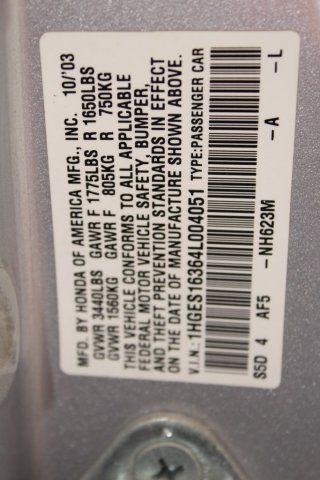 MFD. BY HONDA OF AMERICA MFG., INC. 10/'03
GVWR 3440LBS GAWR F 1775LBS R 1650LBS
GVWR 1560KG GAWR F 805KG R 750KG
THIS VEHICLE CONFORMS TO ALL APPLICABLE
FEDERAL MOTOR VEHICLE SAFETY, BUMPER,
AND THEFT PREVENTION STANDARDS IN EFFECT
ON THE DATE OF MANUFACTURE SHOWN ABOVE.
V.I.N.: 1HGES16364L004051 TYPE:PASSENGER CAR
S5D 4 AF5 -NH623M -A -L